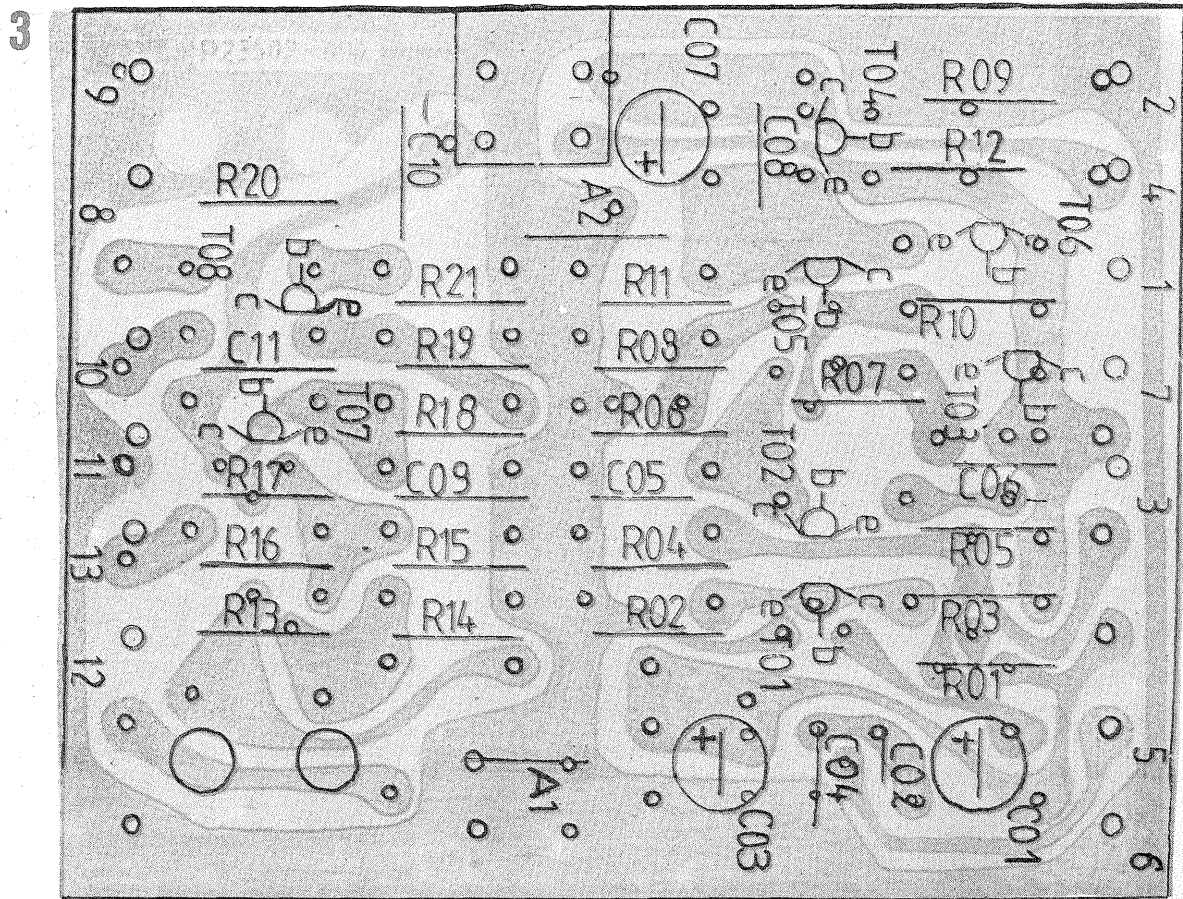 3
C07
T04
R09
2
9
C10
C08
c
b
e
R12
4
R20
A2
8
T06
T08
b
c
e
R21
R11
e
c
b
T05
e
b
1
R10
C11
R19
R08
10
R07
e
c
b
T03
7
b
c
e
T07
R18
R06
T02
11
R17
C09
C05
b
c
e
C06
3
R16
R15
R04
R05
13
R13
R14
R02
e
c
b
T01
R03
12
R01
+
A1
C03
C04
C02
+
C01
5
6